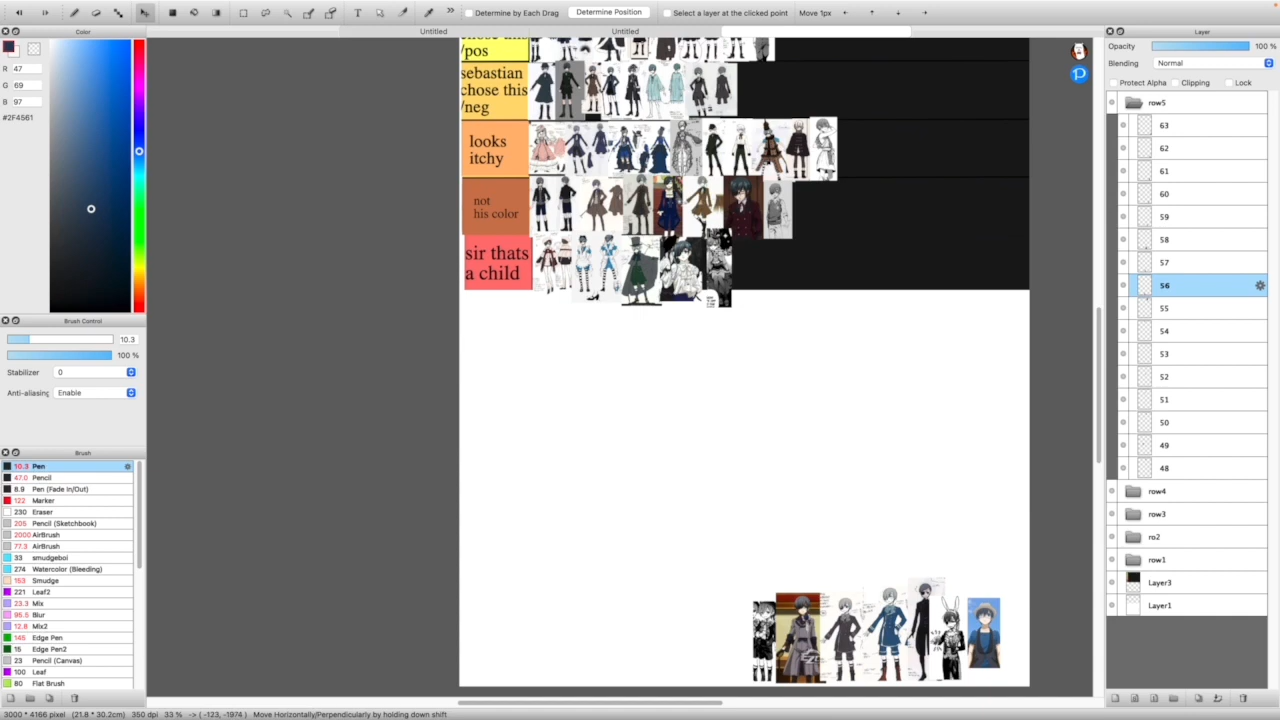 Determine by Each Drag Determine Position Select a layer at the clicked point Move 1px
Color Untitled Untitled Layer
R 47
G 69
B 97
#2F4561
Brush Control
10.3
100 %
Stabilizer 0
Anti-aliasing Enable
Brush
10.3 Pen
47.0 Pencil
8.9 Pen (Fade In/Out)
122 Marker
230 Eraser
205 Pencil (Sketchbook)
2000 AirBrush
77.3 AirBrush
33 smudgeboi
274 Watercolor (Bleeding)
153 Smudge
221 Leaf2
23.3 Mix
95.5 Blur
12.8 Mix2
145 Edge Pen
15 Edge Pen2
23 Pencil (Canvas)
100 Leaf
80 Flat Brush
chose this
/pos
sebastian
chose this
/neg
looks
itchy
not
his color
sir thats
a child
Opacity 100 %
Blending Normal
Protect Alpha Clipping Lock
row5
63
62
61
60
59
58
57
56
55
54
53
52
51
50
49
48
row4
row3
ro2
row1
Layer3
Layer1
3000 * 4166 pixel (21.8 * 30.2cm) 350 dpi 33 % -> ( -123, -1974 ) Move Horizontally/Perpendicularly by holding down shift